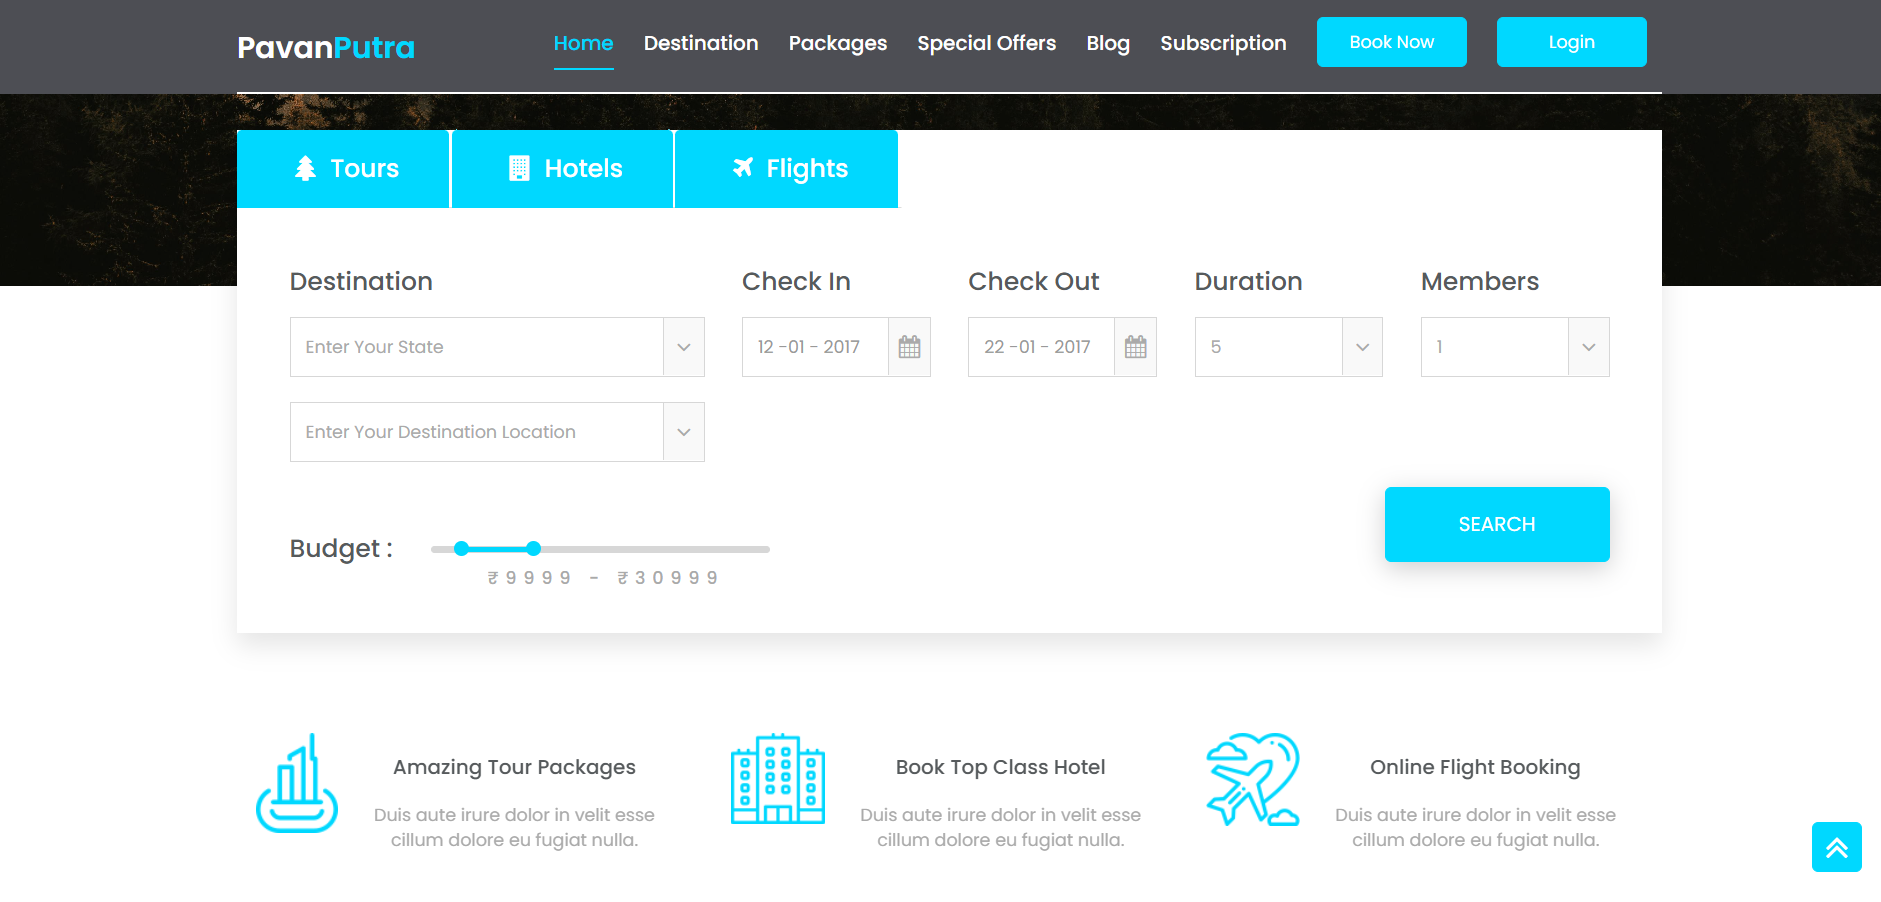 PavanPutra
Home Destination Packages Special Offers Blog Subscription Book Now Login
Tours Hotels Flights
Destination Check In Check Out Duration Members
Enter Your State 12 -01 - 2017 22 -01 - 2017 5 1
Enter Your Destination Location
SEARCH
Budget :
₹9999 - ₹30999
Amazing Tour Packages
Duis aute irure dolor in velit esse
cillum dolore eu fugiat nulla.
Book Top Class Hotel
Duis aute irure dolor in velit esse
cillum dolore eu fugiat nulla.
Online Flight Booking
Duis aute irure dolor in velit esse
cillum dolore eu fugiat nulla.